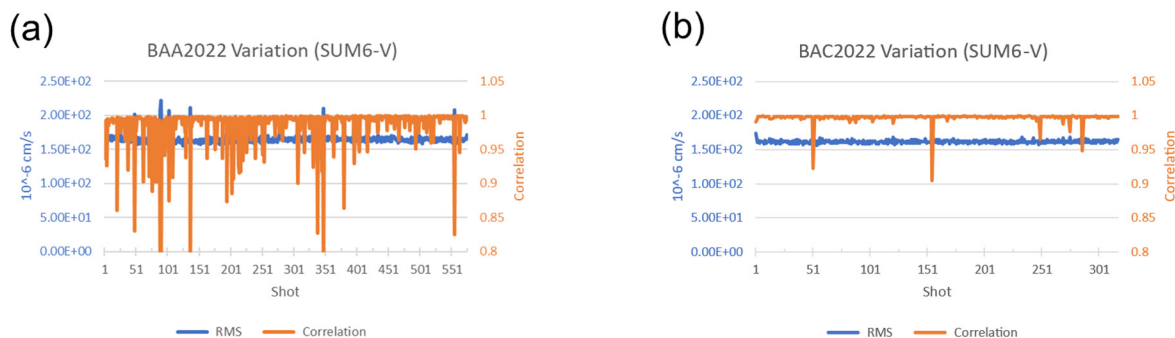 (a)
BAA2022 Variation (SUM6-V)
2.50E+02
2.00E+02
1.50E+02
1.00E+02
5.00E+01
0.00E+00
10^-6 cm/s
1.05
1
0.95
0.9
0.85
0.8
Correlation
1 51 101 151 201 251 301 351 401 451 501 551
Shot
RMS Correlation
(b)
BAC2022 Variation (SUM6-V)
2.50E+02
2.00E+02
1.50E+02
1.00E+02
5.00E+01
0.00E+00
10^-6 cm/s
1.05
1
0.95
0.9
0.85
0.8
Correlation
1 51 101 151 201 251 301
Shot
RMS Correlation